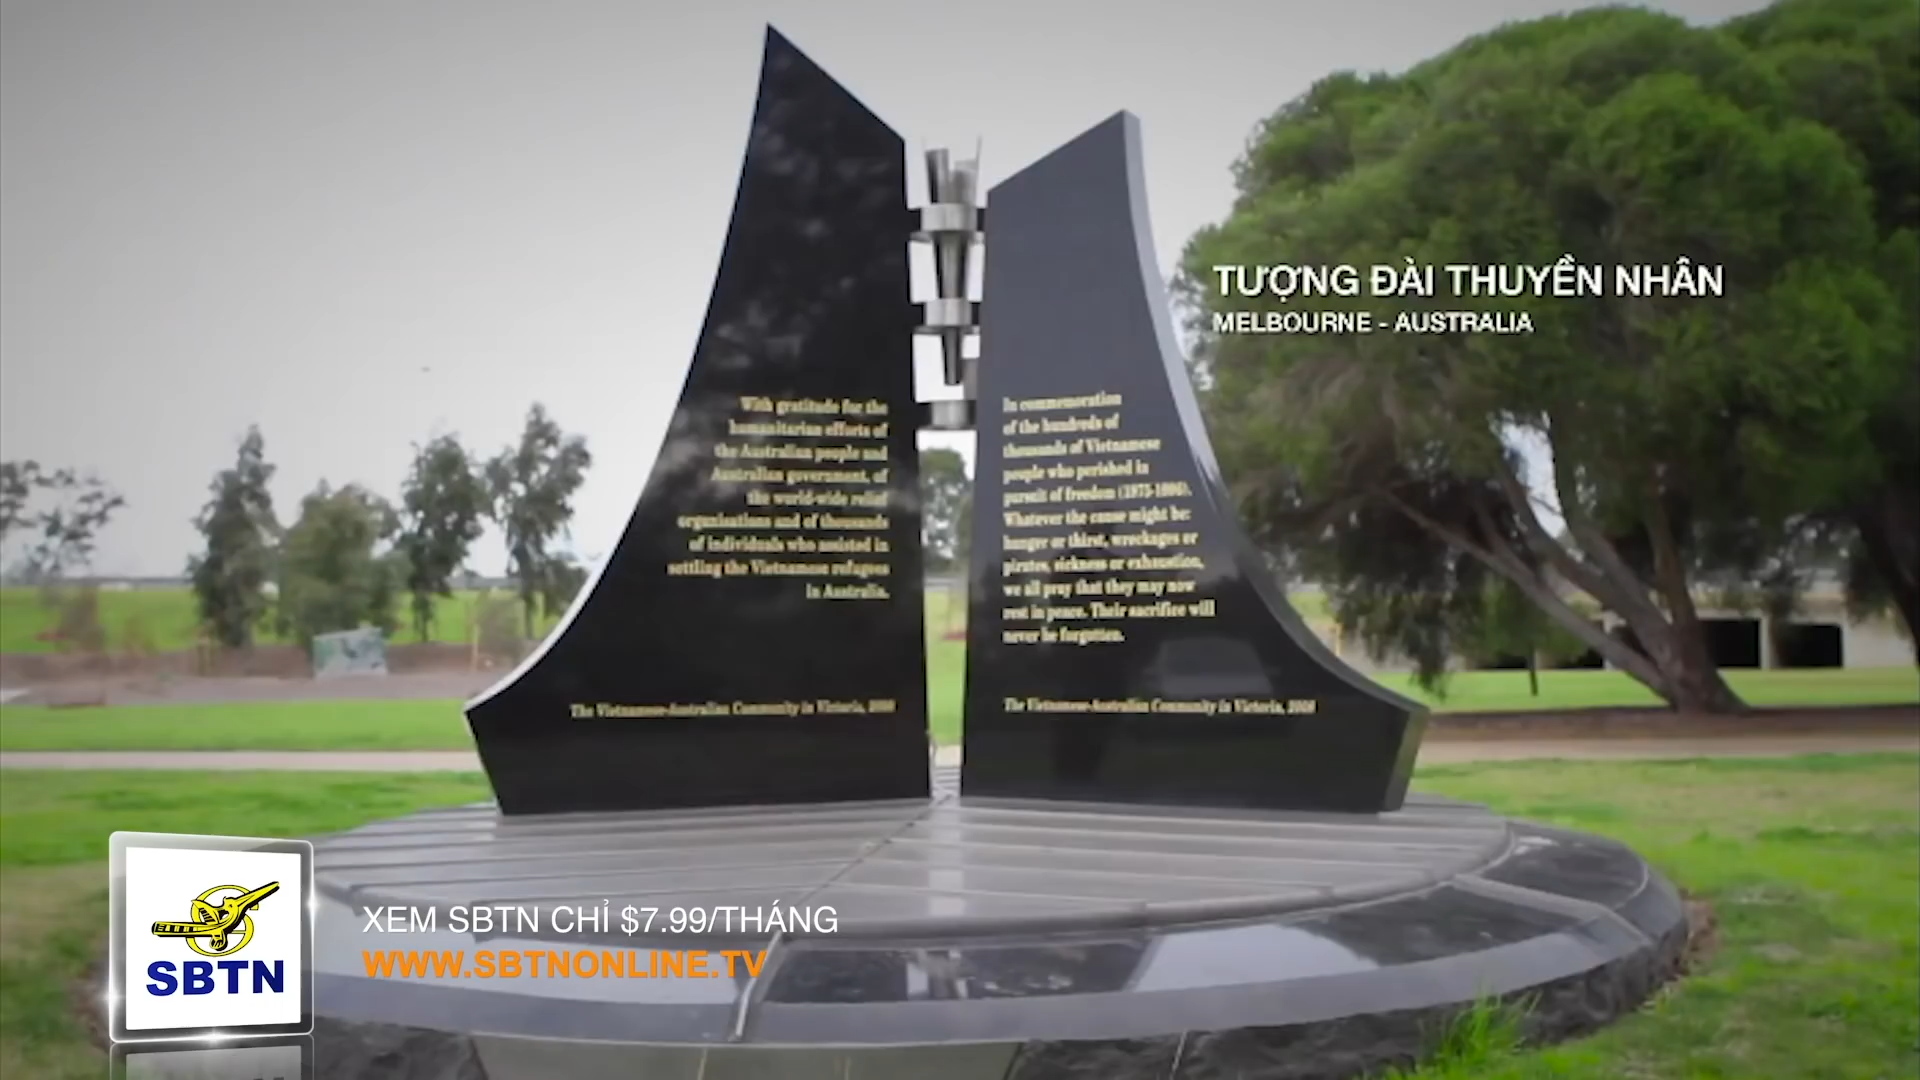 TƯỢNG ĐÀI THUYỀN NHÂN
MELBOURNE - AUSTRALIA
With gratitude for the
humanitarian efforts of
the Australian people and
Australian government, of
the world-wide relief
organisations and of thousands
of individuals who assisted in
settling the Vietnamese refugees
in Australia.
The Vietnamese-Australian Community in Victoria, 2008
In commemoration
of the hundreds of
thousands of Vietnamese
people who perished in
pursuit of freedom (1975-1996).
Whatever the cause might be:
hunger or thirst, wreckages or
pirates, sickness or exhaustion,
we all pray that they may now
rest in peace. Their sacrifice will
never be forgotten.
The Vietnamese-Australian Community in Victoria, 2008
SBTN
XEM SBTN CHỈ $7.99/THÁNG
WWW.SBTNONLINE.TV